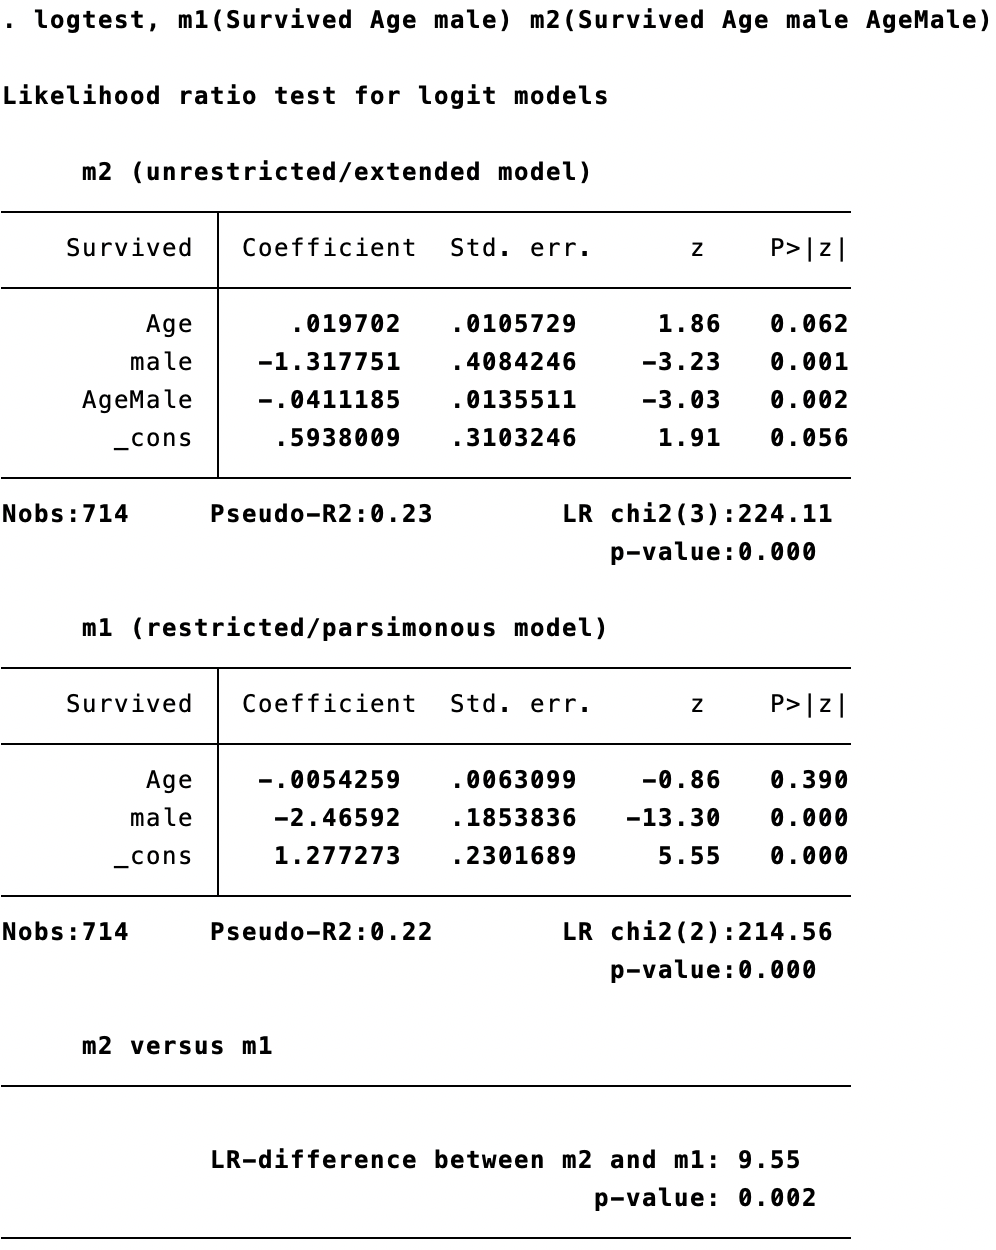 . logtest, m1(Survived Age male) m2(Survived Age male AgeMale)
Likelihood ratio test for logit models
m2 (unrestricted/extended model)
Survived Coefficient Std. err. z P>|z|
Age .019702 .0105729 1.86 0.062
male -1.317751 .4084246 -3.23 0.001
AgeMale -.0411185 .0135511 -3.03 0.002
_cons .5938009 .3103246 1.91 0.056
Nobs:714 Pseudo-R2:0.23 LR chi2(3):224.11
p-value:0.000
m1 (restricted/parsimonous model)
Survived Coefficient Std. err. z P>|z|
Age -.0054259 .0063099 -0.86 0.390
male -2.46592 .1853836 -13.30 0.000
_cons 1.277273 .2301689 5.55 0.000
Nobs:714 Pseudo-R2:0.22 LR chi2(2):214.56
p-value:0.000
m2 versus m1
LR-difference between m2 and m1: 9.55
p-value: 0.002